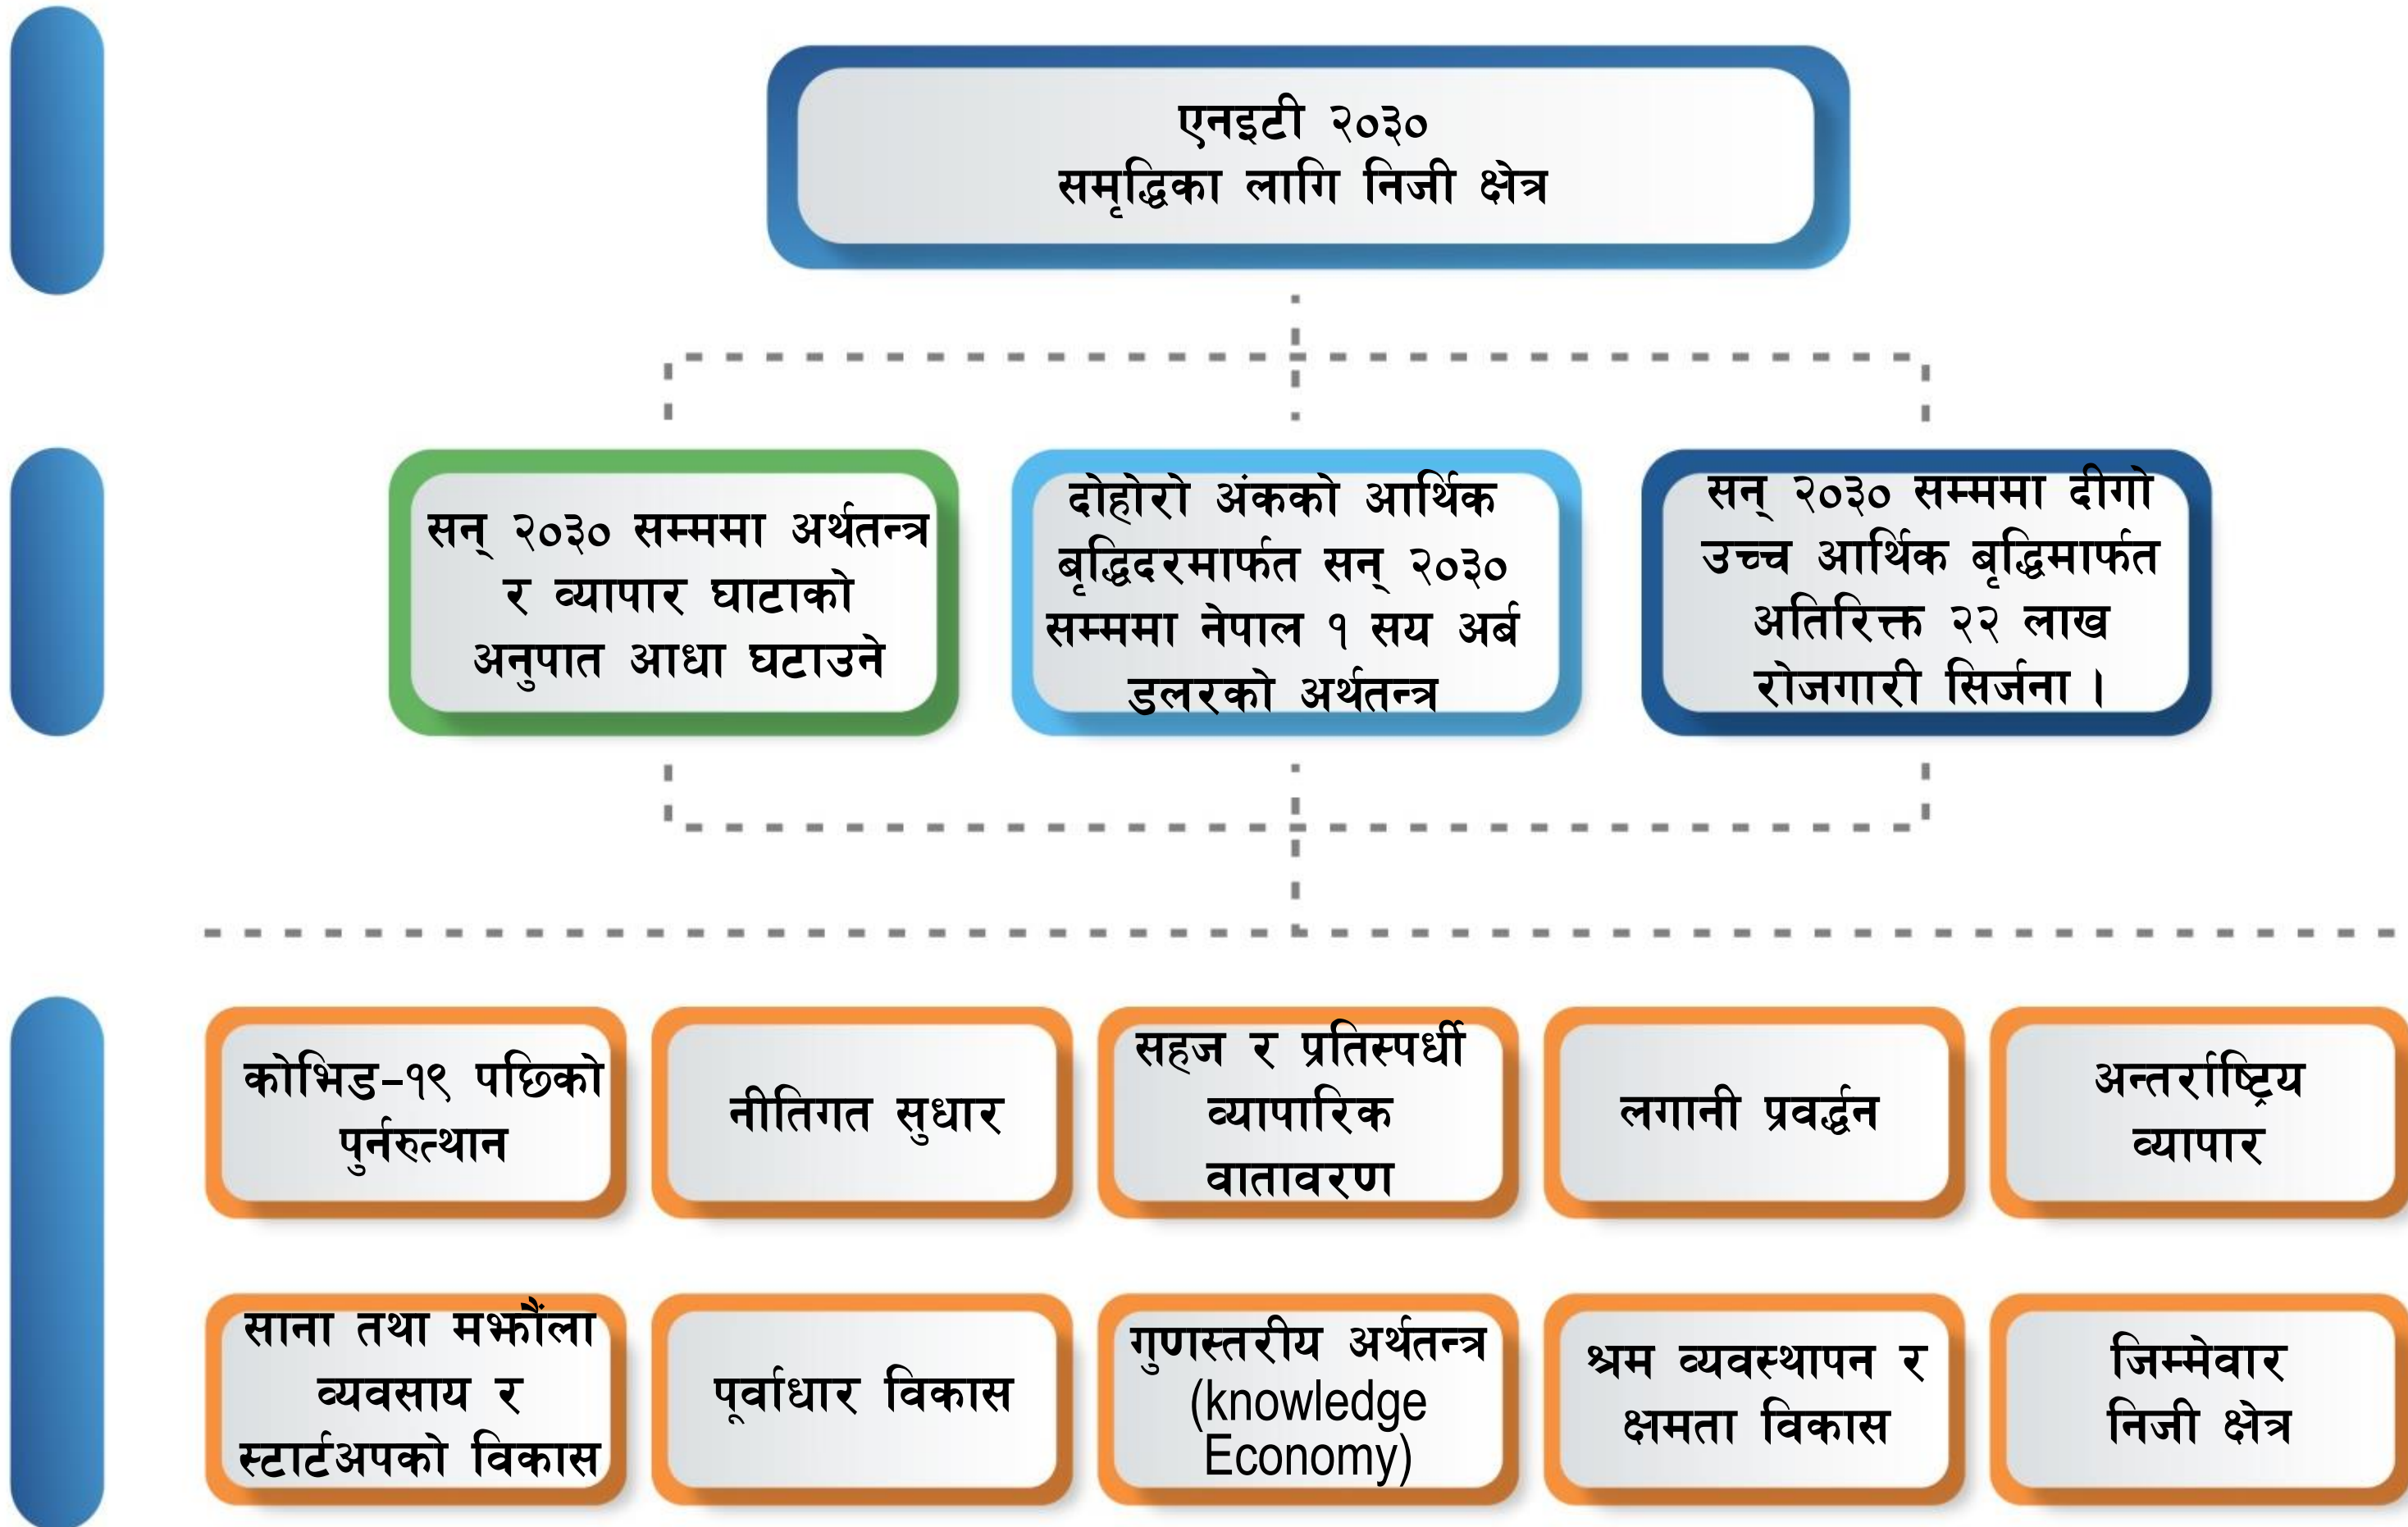 एनइटी २०३०
समृद्धिका लागि निजी क्षेत्र
सन् २०३० सम्ममा अर्थतन्त्र
र व्यापार घाटाको
अनुपात आधा घटाउने
दोहोरो अंकको आर्थिक
बृद्धिदरमार्फत सन् २०३०
सम्ममा नेपाल १ सय अर्ब
डलरको अर्थतन्त्र
सन् २०३० सम्ममा दीगो
उच्च आर्थिक बृद्धिमार्फत
अतिरिक्त २२ लाख
रोजगारी सिर्जना ।
कोभिड-१९ पछिको
पुर्नरुत्थान
नीतिगत सुधार
सहज र प्रतिस्पर्धी
व्यापारिक
वातावरण
लगानी प्रवर्द्धन
अन्तर्राष्ट्रिय
व्यापार
साना तथा मझौंला
व्यवसाय र
स्टार्टअपको विकास
पूर्वाधार विकास
गुणस्तरीय अर्थतन्त्र
(knowledge
Economy)
श्रम व्यवस्थापन र
क्षमता विकास
जिम्मेवार
निजी क्षेत्र